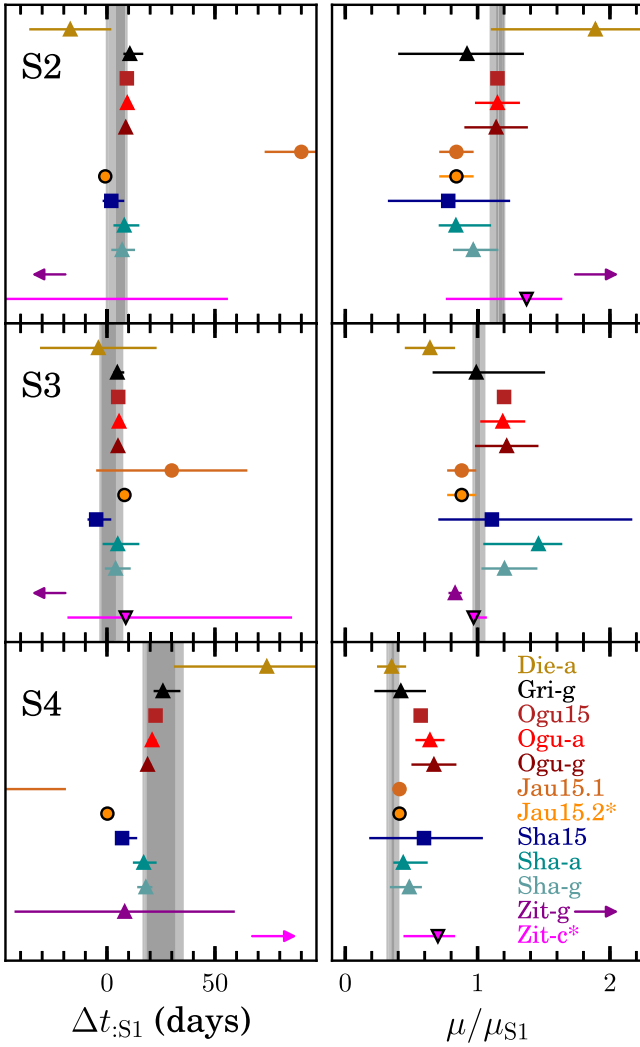 S2
S3
S4
Die-a
Gri-g
Ogu15
Ogu-a
Ogu-g
Jau15.1
Jau15.2*
Sha15
Sha-a
Sha-g
Zit-g
Zit-c*
0 50 0 1 2
Δt:S1 (days) μ/μS1